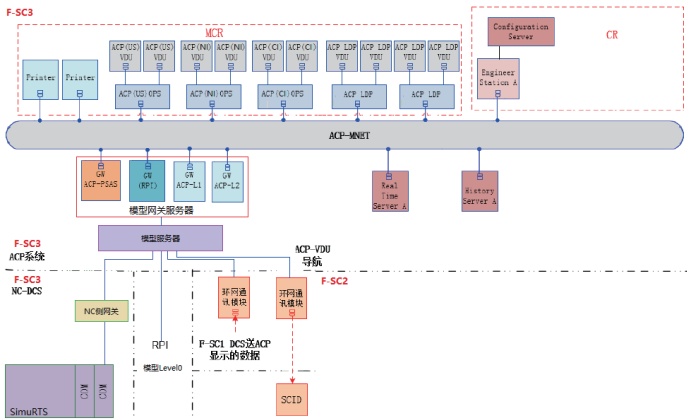 F-SC3
MCR
CR
ACP(US)
VDU
ACP(US)
VDU
ACP(NI)
VDU
ACP(NI)
VDU
ACP(CI)
VDU
ACP(CI)
VDU
ACP LDP
VDU
ACP LDP
VDU
ACP LDP
VDU
ACP LDP
VDU
Configuration
Server
Printer
Printer
ACP(US)GPS
ACP(NI)GPS
ACP(CI)GPS
ACP LDP
ACP LDP
Engineer
Station A
ACP-MNET
GW
ACP-PSAS
GW
(RPI)
GW
ACP-L1
GW
ACP-L2
Real
Time
Server A
History
Server A
模型网关服务器
模型服务器
F-SC3
ACP系统
ACP-VDU
导航
F-SC3
NC-DCS
F-SC2
环网通
讯模块
环网通
讯模块
NC侧网关
RPI
模型Level0
F-SC1 DCS送ACP
显示的数据
SimuRTS
COM
COM
SCID